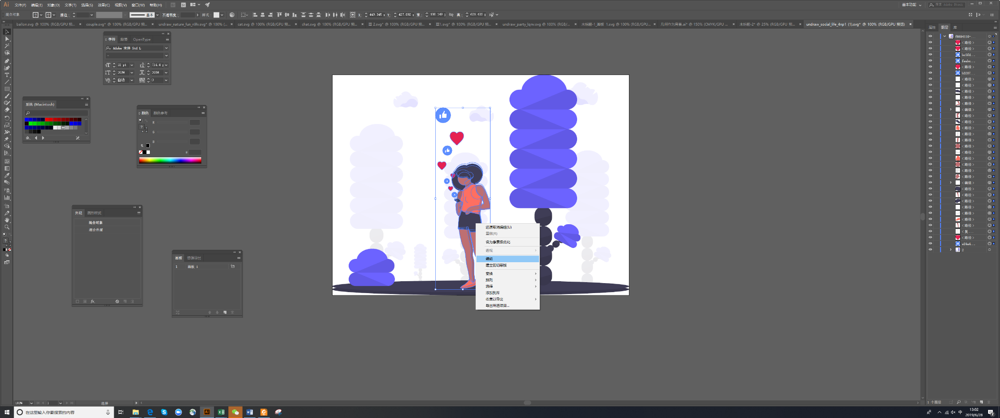 Ai 文件(F) 编辑(E) 对象(O) 文字(T) 选择(S) 效果(C) 视图(V) 窗口(W) 帮助(H) Br St 基本功能 搜索 Adobe Stock
混合对象 描边: 基本 不透明度: 样式: X: 449.345 Y: 427.092 宽: 188.149 高: 628.403
ballon.svg @ 100% (RGB/GPU 预... × couple.svg* @ 100% (RGB/GPU 预... × undraw_nature_fun_n9lv.svg* @ 100% (... × cat.svg @ 100% (RGB/GPU 预... × chat.svg @ 100% (RGB/GPU 预... × 草 2.svg* @ 100% (RGB/GPU 预... × 草1.svg* @ 100% (RGB/GPU 预... × undraw_party_lqnv.svg @ 100% (RGB/... × 未标题-1_画板 1.svg @ 100% (RGB/GPU... × 几何作为背景.ai* @ 150% (CMYK/GPU ... × 未标题-2* @ 25% (RGB/GPU 预... × undraw_social_life_4np1 (1).svg* @ 100% (RGB/GPU 预览) ×
字符 段落 OpenType
Adobe 宋体 Std L
-
12 pt (14.4
100% 100%
自动 0
系统 (Macintosh)
颜色 颜色参考
R
G
B
#
外观 图形样式
混合对象
混合外观
fx.
画板 资源导出
1 画板 1
还原取消编组(U)
重做(R)
设为像素级优化
透视
编组
建立剪切蒙版
变换
排列
选择
添加到库
收集以导出
导出所选项目...
属性 图层 库
f6694110-...
<路径>
<路径>
bc5fd...
feabc...
<路径>
b3207...
<路径>
<路径>
<路径>
<路径>
<路径>
<编组>
<路径>
<路径>
<路径>
<路径>
<路径>
<路径>
<路径>
<路径>
<路径>
<路径>
<路径>
<编组>
<路径>
<路径>
<路径>
<路径>
<路径>
<路径>
<路径>
<复...
<路径>
e24a4...
2
1 个图层
100% 1 选择
在这里输入你要搜索的内容
中
13:02
2019/6/28
2